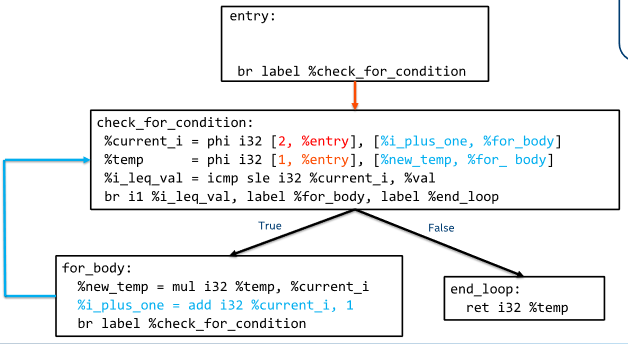 entry:
br label %check_for_condition
check_for_condition:
%current_i = phi i32 [2, %entry], [%i_plus_one, %for_body]
%temp = phi i32 [1, %entry], [%new_temp, %for_ body]
%i_leq_val = icmp sle i32 %current_i, %val
br i1 %i_leq_val, label %for_body, label %end_loop
True
False
for_body:
%new_temp = mul i32 %temp, %current_i
%i_plus_one = add i32 %current_i, 1
br label %check_for_condition
end_loop:
ret i32 %temp